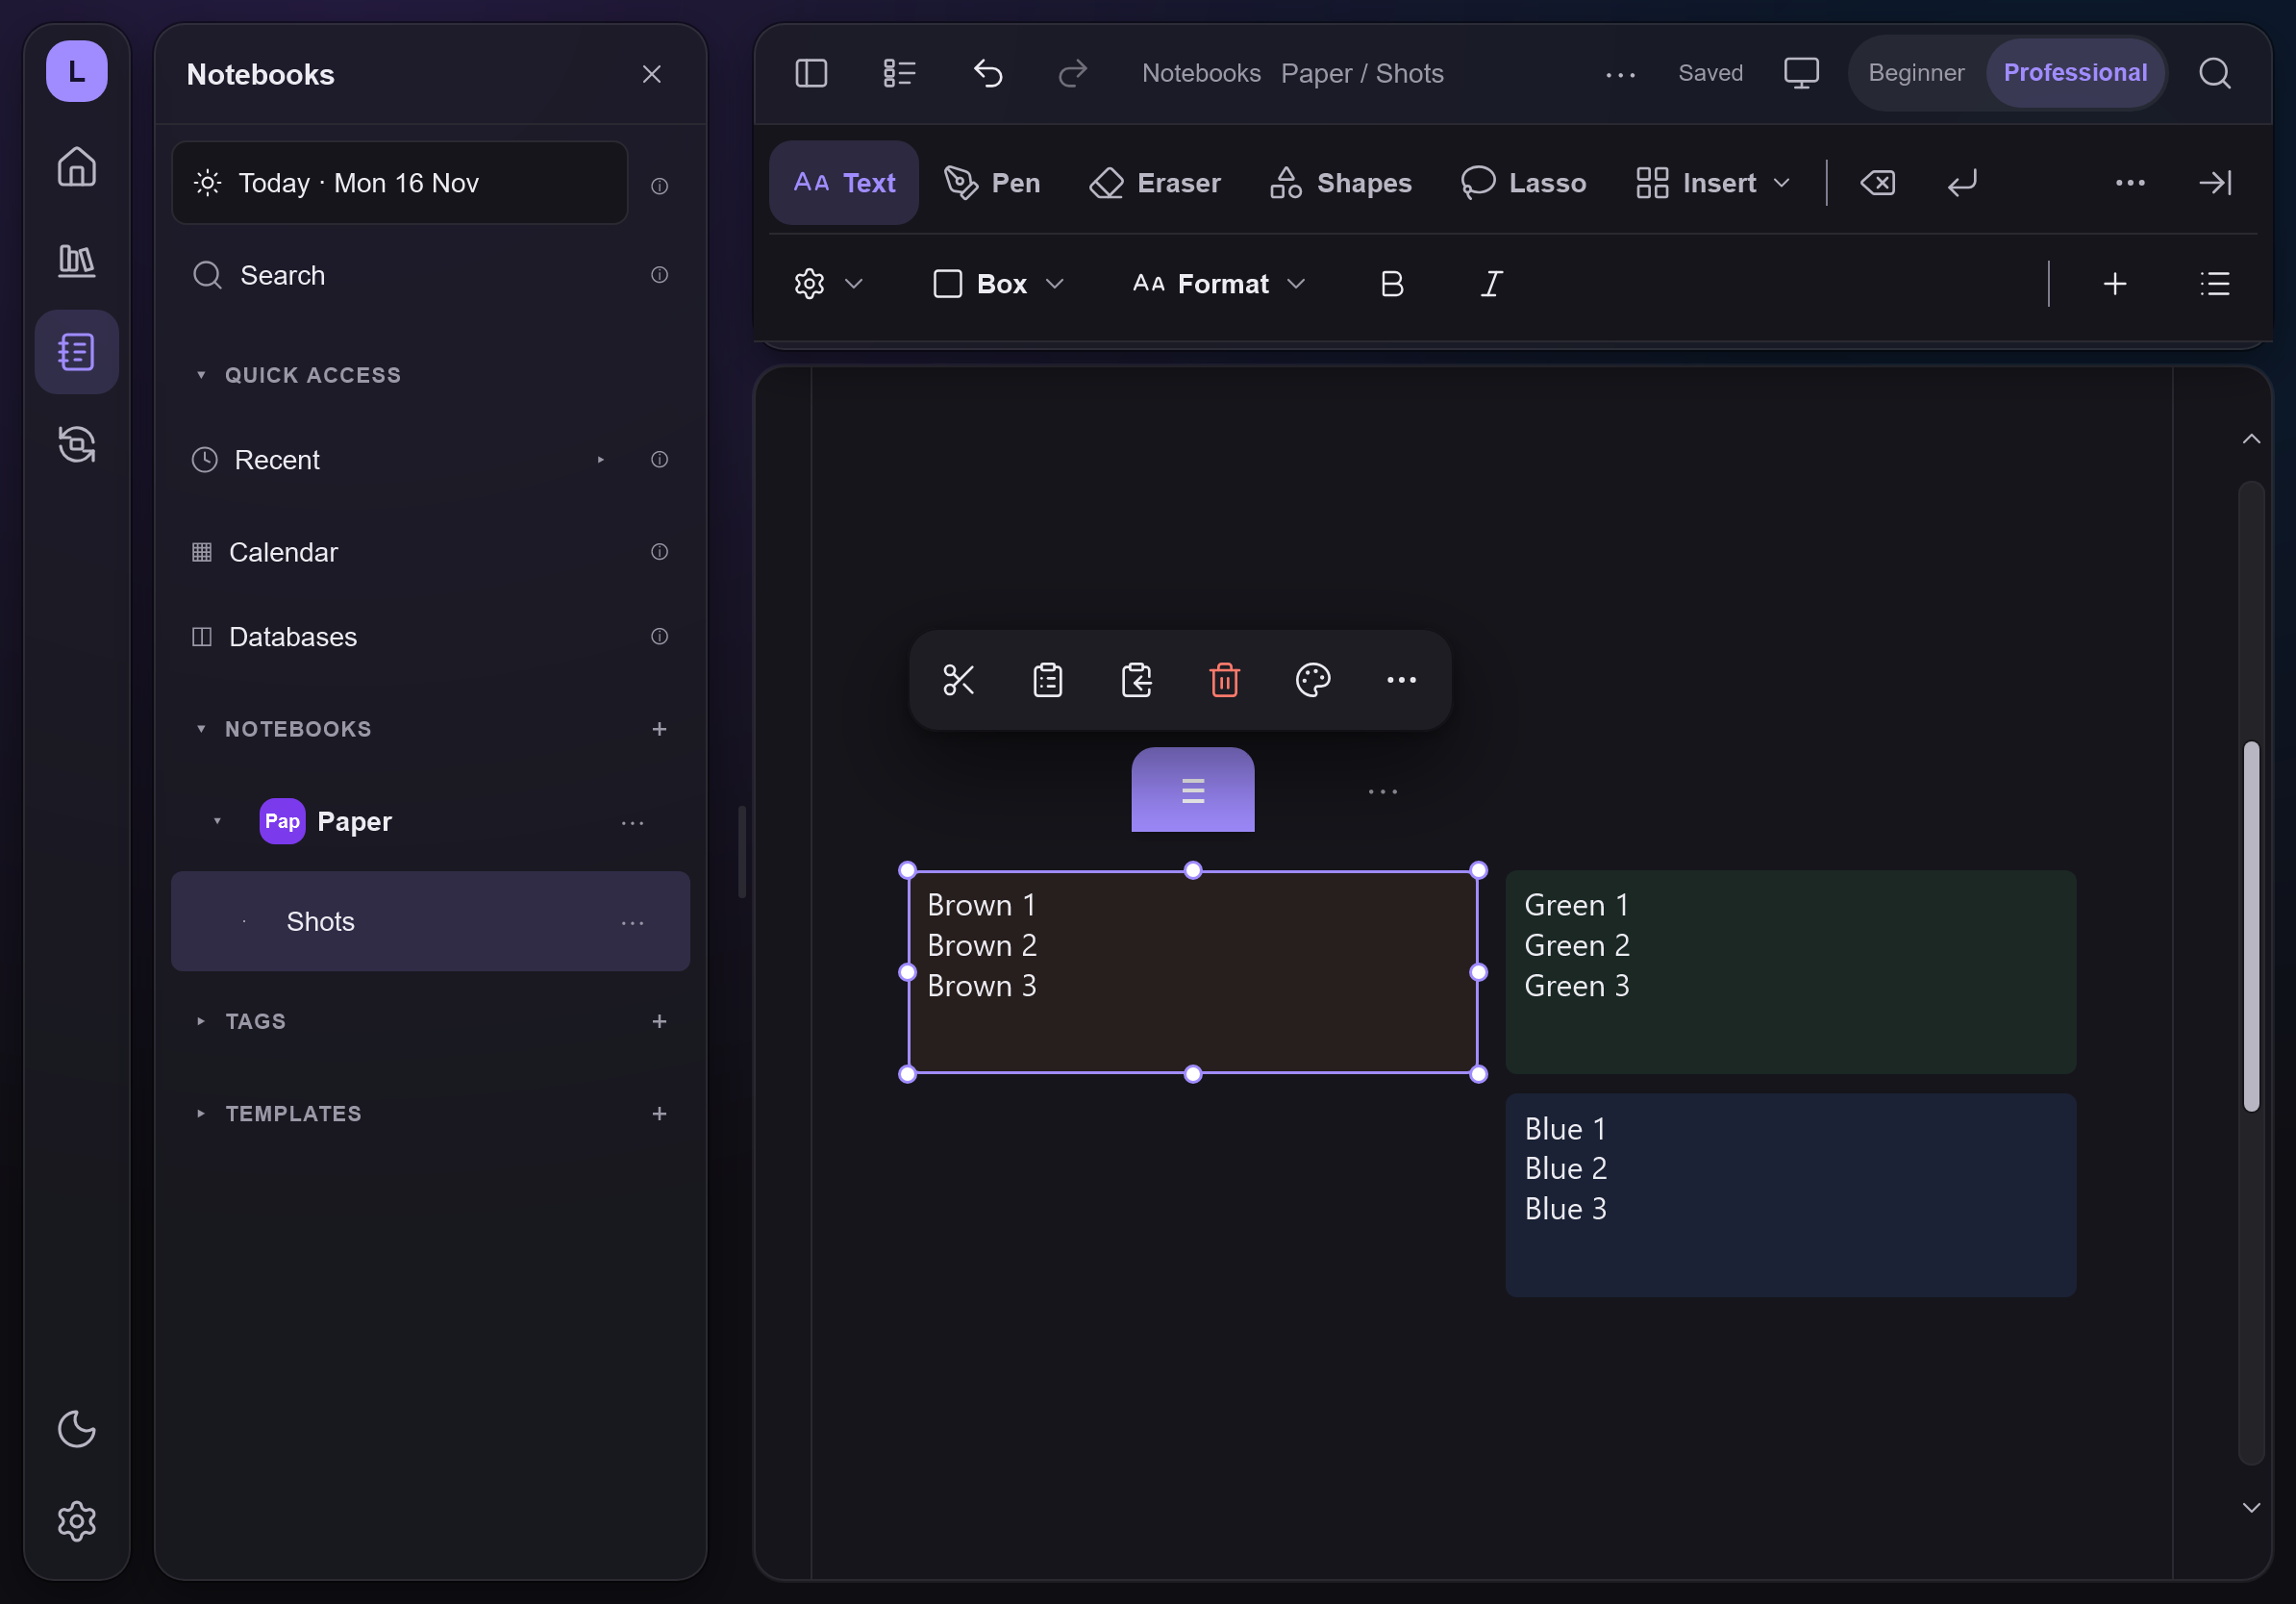 L
Notebooks
Today · Mon 16 Nov
Search
QUICK ACCESS
Recent
Calendar
Databases
NOTEBOOKS
Pap Paper
Shots
TAGS
TEMPLATES
Notebooks Paper / Shots
Saved
Beginner Professional
Text Pen Eraser Shapes Lasso Insert
Box Format B I
Brown 1
Brown 2
Brown 3
Green 1
Green 2
Green 3
Blue 1
Blue 2
Blue 3